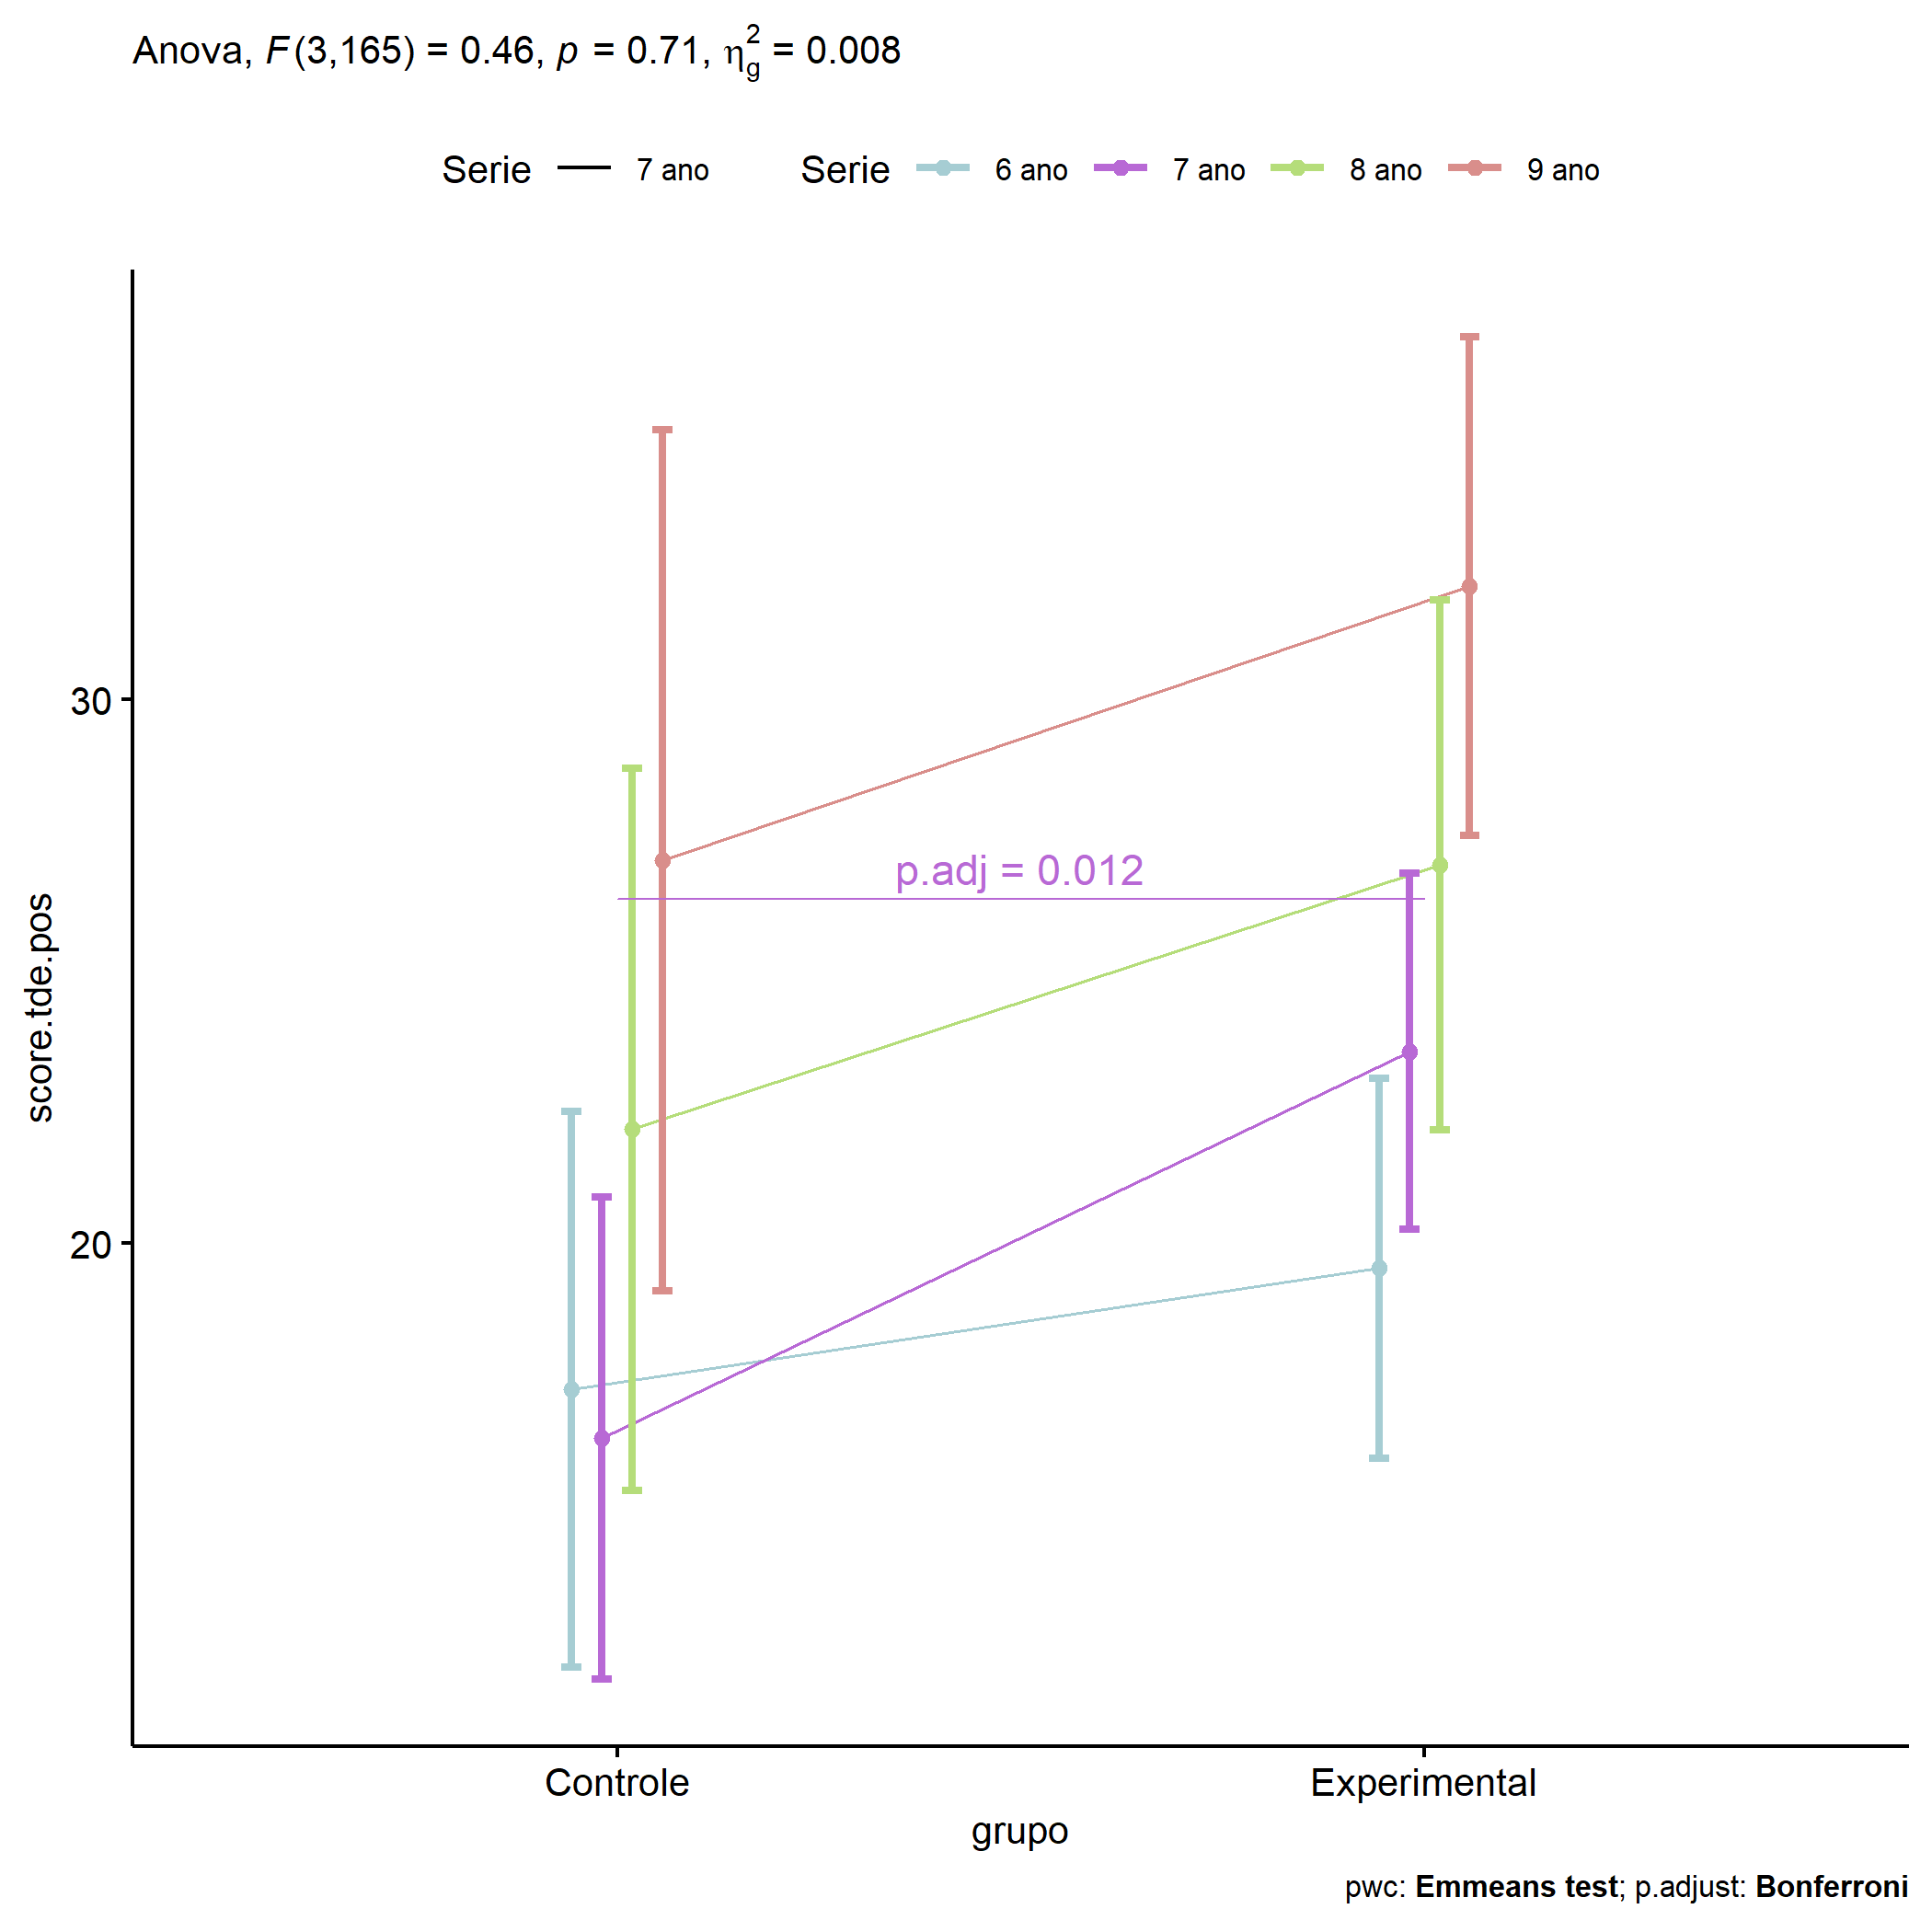 Anova, F(3,165) = 0.46, p = 0.71, η²g = 0.008
Serie 7 ano Serie 6 ano 7 ano 8 ano 9 ano
30
p.adj = 0.012
score.tde.pos
20
Controle Experimental
grupo
pwc: Emmeans test; p.adjust: Bonferroni